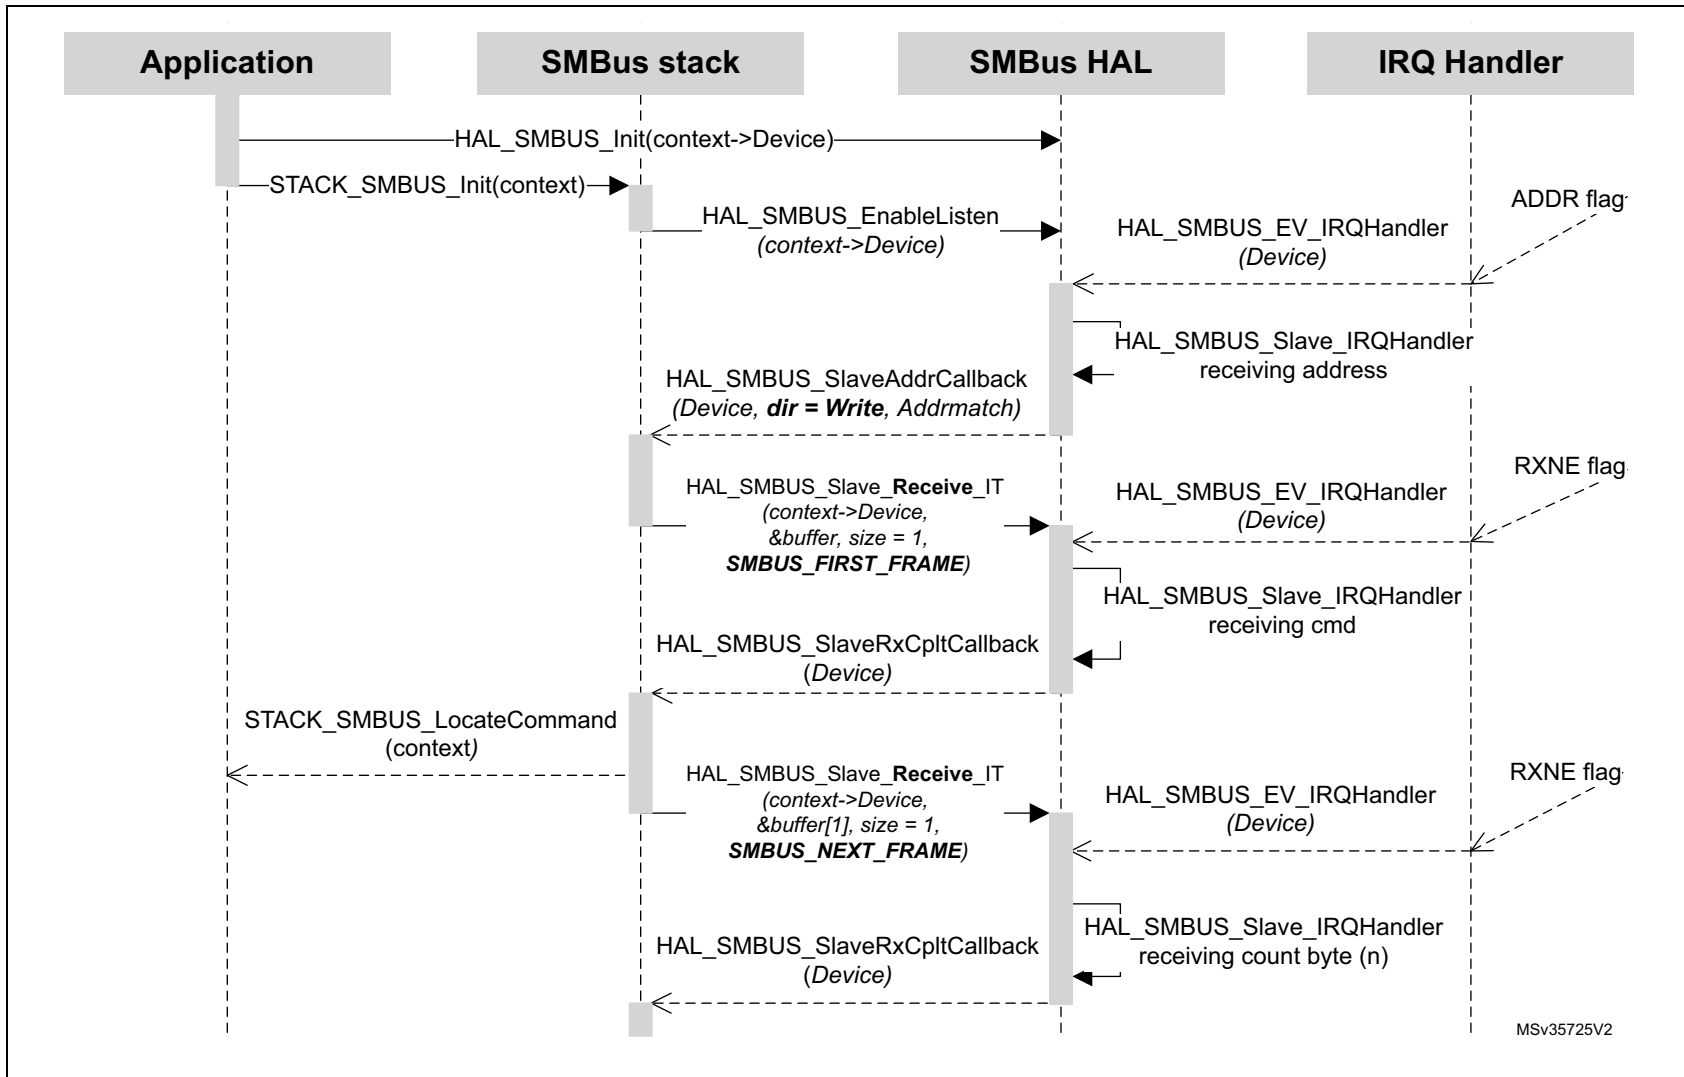 Application
SMBus stack
SMBus HAL
IRQ Handler
HAL_SMBUS_Init(context->Device)
STACK_SMBUS_Init(context)
HAL_SMBUS_EnableListen
(context->Device)
ADDR flag
HAL_SMBUS_EV_IRQHandler
(Device)
HAL_SMBUS_Slave_IRQHandler
receiving address
HAL_SMBUS_SlaveAddrCallback
(Device, dir = Write, Addrmatch)
HAL_SMBUS_Slave_Receive_IT
(context->Device,
&buffer, size = 1,
SMBUS_FIRST_FRAME)
RXNE flag
HAL_SMBUS_EV_IRQHandler
(Device)
HAL_SMBUS_Slave_IRQHandler
receiving cmd
HAL_SMBUS_SlaveRxCpltCallback
(Device)
STACK_SMBUS_LocateCommand
(context)
HAL_SMBUS_Slave_Receive_IT
(context->Device,
&buffer[1], size = 1,
SMBUS_NEXT_FRAME)
RXNE flag
HAL_SMBUS_EV_IRQHandler
(Device)
HAL_SMBUS_Slave_IRQHandler
receiving count byte (n)
HAL_SMBUS_SlaveRxCpltCallback
(Device)
MSv35725V2